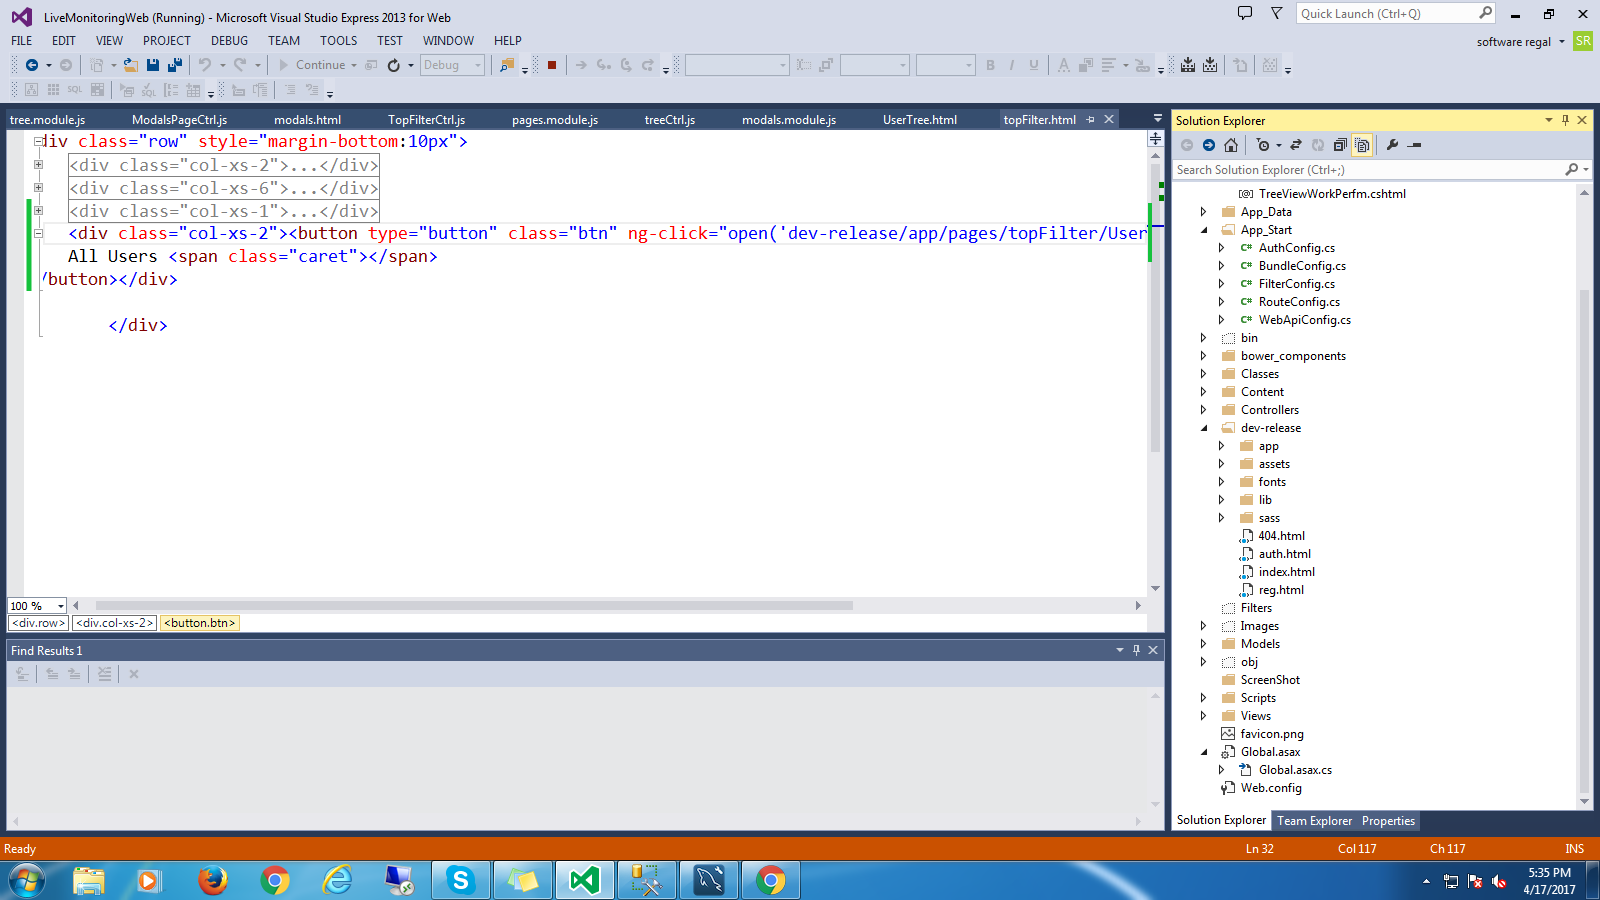 LiveMonitoringWeb (Running) - Microsoft Visual Studio Express 2013 for Web
Quick Launch (Ctrl+Q)
FILE EDIT VIEW PROJECT DEBUG TEAM TOOLS TEST WINDOW HELP
software regal SR
Continue Debug
SQL SQL
tree.module.js ModalsPageCtrl.js modals.html TopFilterCtrl.js pages.module.js treeCtrl.js modals.module.js UserTree.html topFilter.html
div class="row" style="margin-bottom:10px">
<div class="col-xs-2">...</div>
<div class="col-xs-6">...</div>
<div class="col-xs-1">...</div>
<div class="col-xs-2"><button type="button" class="btn" ng-click="open('dev-release/app/pages/topFilter/User
All Users <span class="caret"></span>
/button></div>
</div>
100 %
<div.row> <div.col-xs-2> <button.btn>
Find Results 1
Solution Explorer
Search Solution Explorer (Ctrl+;)
TreeViewWorkPerfm.cshtml
App_Data
App_Start
C# AuthConfig.cs
C# BundleConfig.cs
C# FilterConfig.cs
C# RouteConfig.cs
C# WebApiConfig.cs
bin
bower_components
Classes
Content
Controllers
dev-release
app
assets
fonts
lib
sass
404.html
auth.html
index.html
reg.html
Filters
Images
Models
obj
ScreenShot
Scripts
Views
favicon.png
Global.asax
Global.asax.cs
Web.config
Solution Explorer Team Explorer Properties
Ready Ln 32 Col 117 Ch 117 INS
5:35 PM
4/17/2017